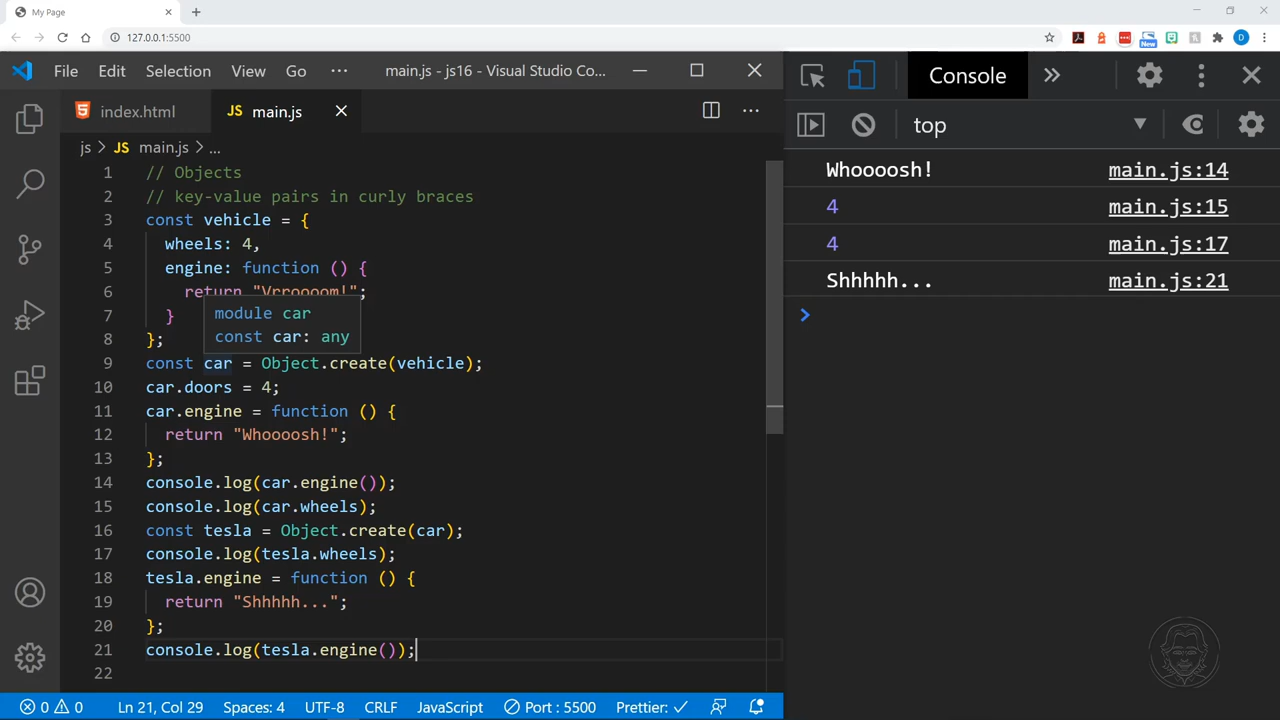 My Page
127.0.0.1:5500
New
D
File Edit Selection View Go ··· main.js - js16 - Visual Studio Co...
index.html
JS main.js
js > JS main.js > ...
1 // Objects
2 // key-value pairs in curly braces
3 const vehicle = {
4 wheels: 4,
5 engine: function () {
6 return "Vrroooom!";
7 }
module car
const car: any
8 };
9 const car = Object.create(vehicle);
10 car.doors = 4;
11 car.engine = function () {
12 return "Whoooosh!";
13 };
14 console.log(car.engine());
15 console.log(car.wheels);
16 const tesla = Object.create(car);
17 console.log(tesla.wheels);
18 tesla.engine = function () {
19 return "Shhhhh...";
20 };
21 console.log(tesla.engine());
22
0 0 Ln 21, Col 29 Spaces: 4 UTF-8 CRLF JavaScript Port : 5500 Prettier: ✓
Console
top
Whoooosh! main.js:14
4 main.js:15
4 main.js:17
Shhhhh... main.js:21